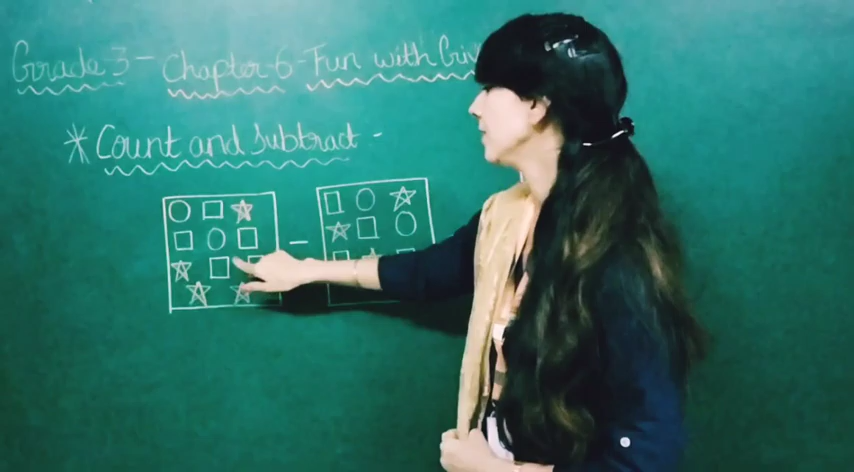 Grade 3 - Chapter-6 - Fun with
* Count and Subtract -
-